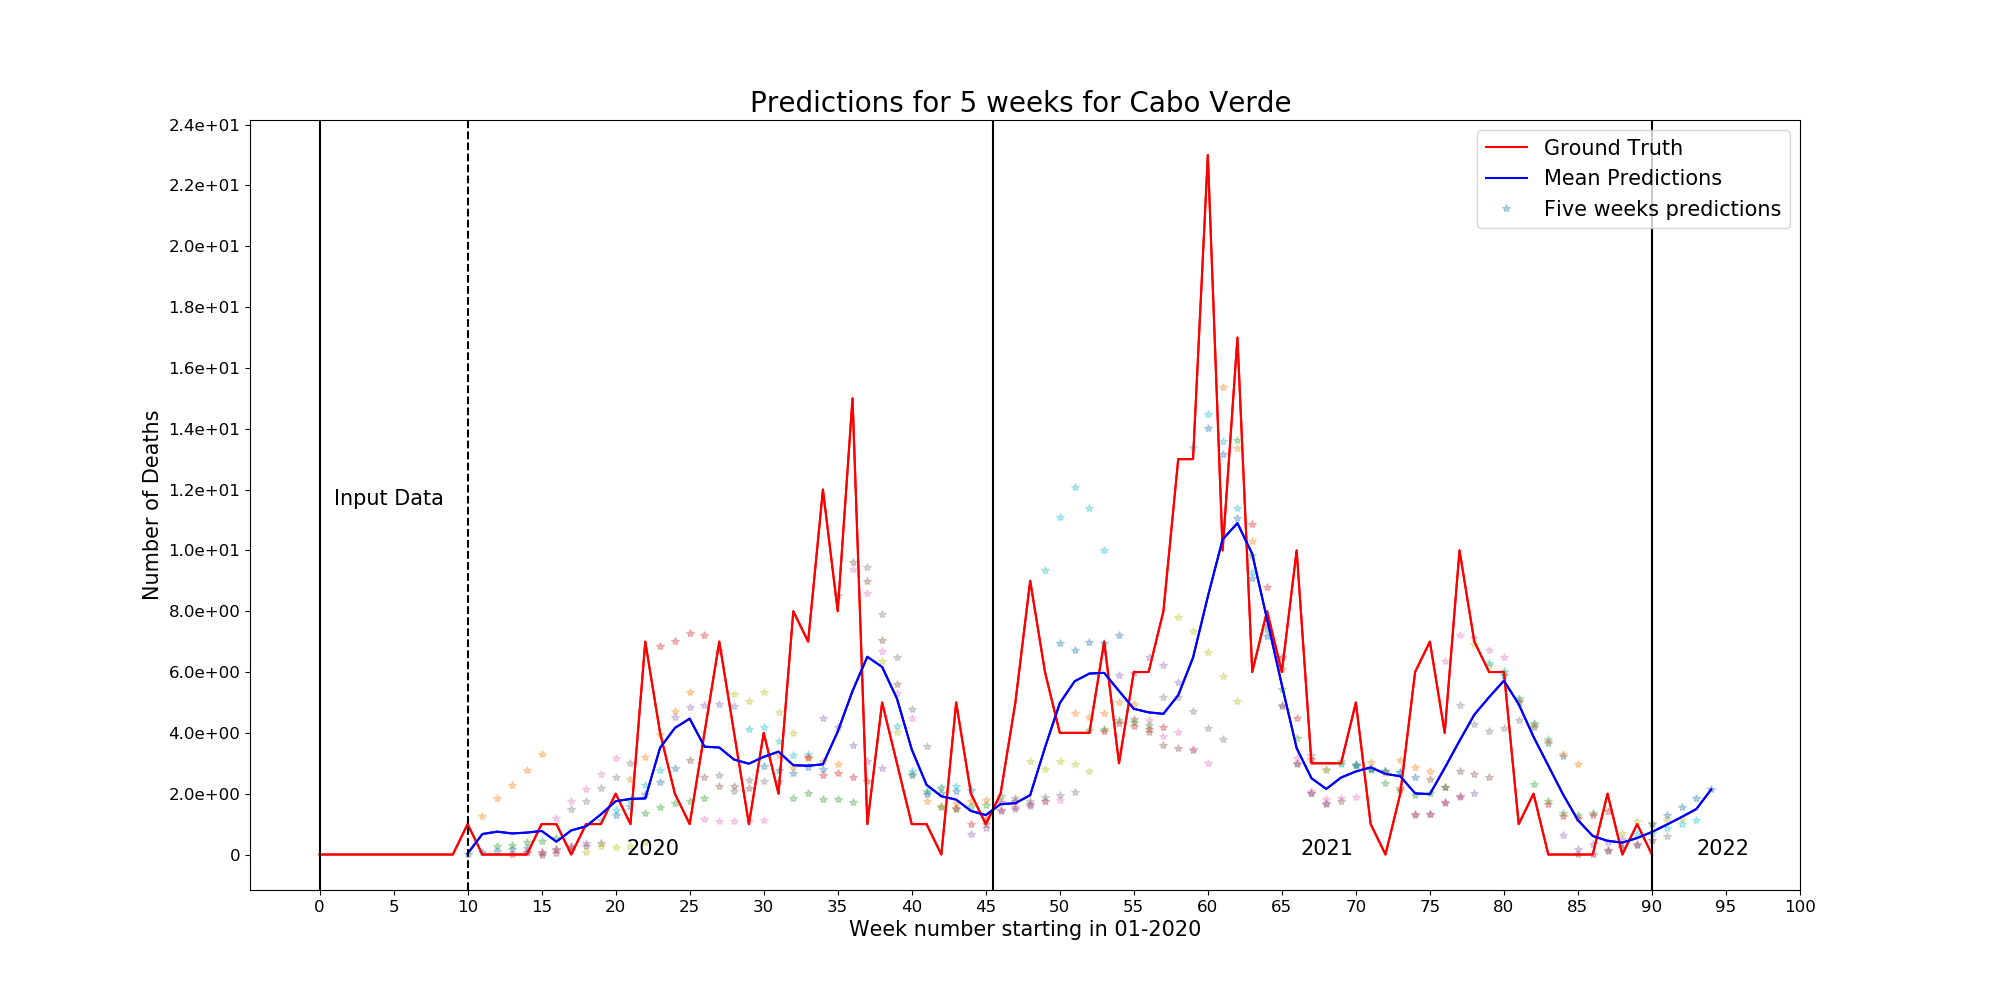 Predictions for 5 weeks for Cabo Verde
Number of Deaths
2.4e+01
2.2e+01
2.0e+01
1.8e+01
1.6e+01
1.4e+01
1.2e+01
1.0e+01
8.0e+00
6.0e+00
4.0e+00
2.0e+00
0
Ground Truth
Mean Predictions
Five weeks predictions
Input Data
2020 2021 2022
0 5 10 15 20 25 30 35 40 45 50 55 60 65 70 75 80 85 90 95 100
Week number starting in 01-2020